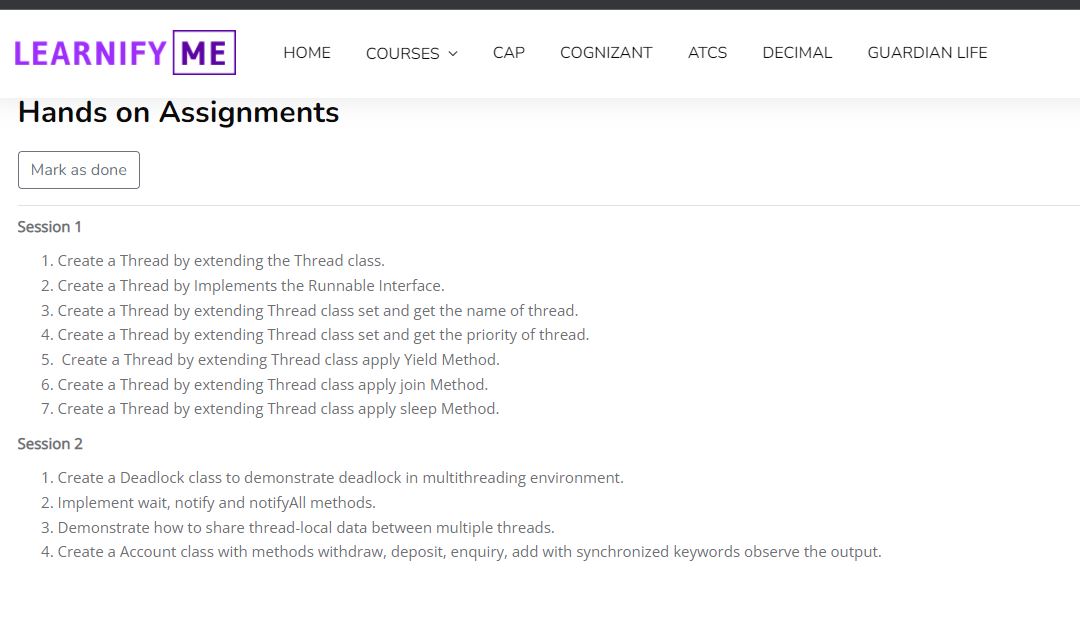 LEARNIFY ME HOME COURSES CAP COGNIZANT ATCS DECIMAL GUARDIAN LIFE
Hands on Assignments
Mark as done
Session 1
1. Create a Thread by extending the Thread class.
2. Create a Thread by Implements the Runnable Interface.
3. Create a Thread by extending Thread class set and get the name of thread.
4. Create a Thread by extending Thread class set and get the priority of thread.
5. Create a Thread by extending Thread class apply Yield Method.
6. Create a Thread by extending Thread class apply join Method.
7. Create a Thread by extending Thread class apply sleep Method.
Session 2
1. Create a Deadlock class to demonstrate deadlock in multithreading environment.
2. Implement wait, notify and notifyAll methods.
3. Demonstrate how to share thread-local data between multiple threads.
4. Create a Account class with methods withdraw, deposit, enquiry, add with synchronized keywords observe the output.